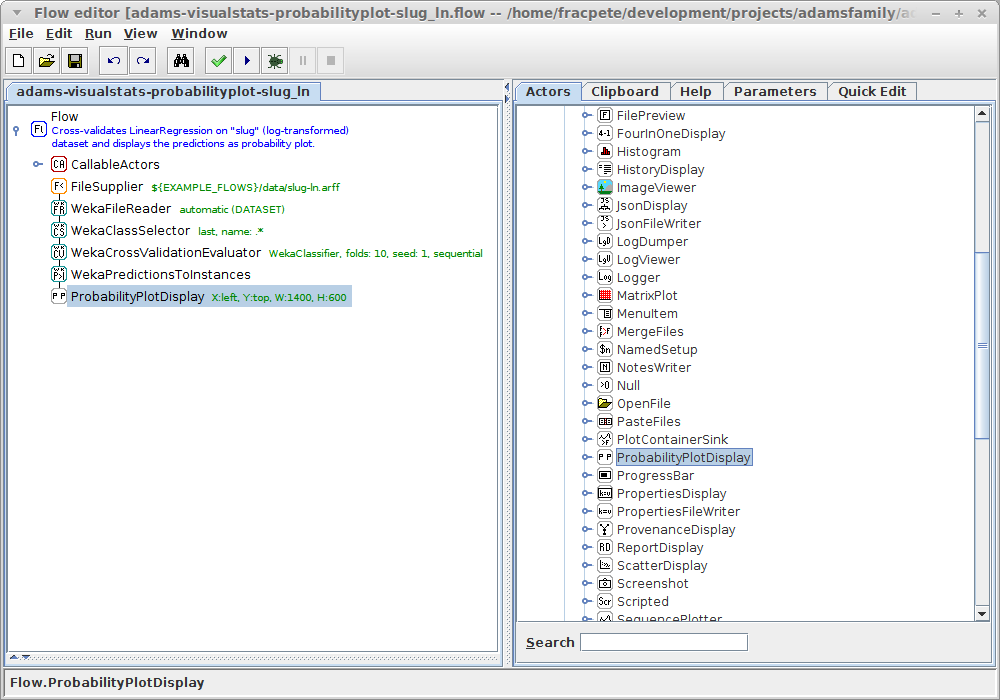 Flow editor [adams-visualstats-probabilityplot-slug_ln.flow -- /home/fracpete/development/projects/adamsfamily/
File Edit Run View Window
adams-visualstats-probabilityplot-slug_ln
Flow
Cross-validates LinearRegression on "slug" (log-transformed)
dataset and displays the predictions as probability plot.
CallableActors
FileSupplier ${EXAMPLE_FLOWS}/data/slug-ln.arff
WekaFileReader automatic (DATASET)
WekaClassSelector last, name: .*
WekaCrossValidationEvaluator WekaClassifier, folds: 10, seed: 1, sequential
WekaPredictionsToInstances
ProbabilityPlotDisplay X:left, Y:top, W:1400, H:600
Actors Clipboard Help Parameters Quick Edit
FilePreview
FourInOneDisplay
Histogram
HistoryDisplay
ImageViewer
JsonDisplay
JsonFileWriter
LogDumper
LogViewer
Logger
MatrixPlot
MenuItem
MergeFiles
NamedSetup
NotesWriter
Null
OpenFile
PasteFiles
PlotContainerSink
ProbabilityPlotDisplay
ProgressBar
PropertiesDisplay
PropertiesFileWriter
ProvenanceDisplay
ReportDisplay
ScatterDisplay
Screenshot
Scripted
SequencePlotter
Search
Flow.ProbabilityPlotDisplay